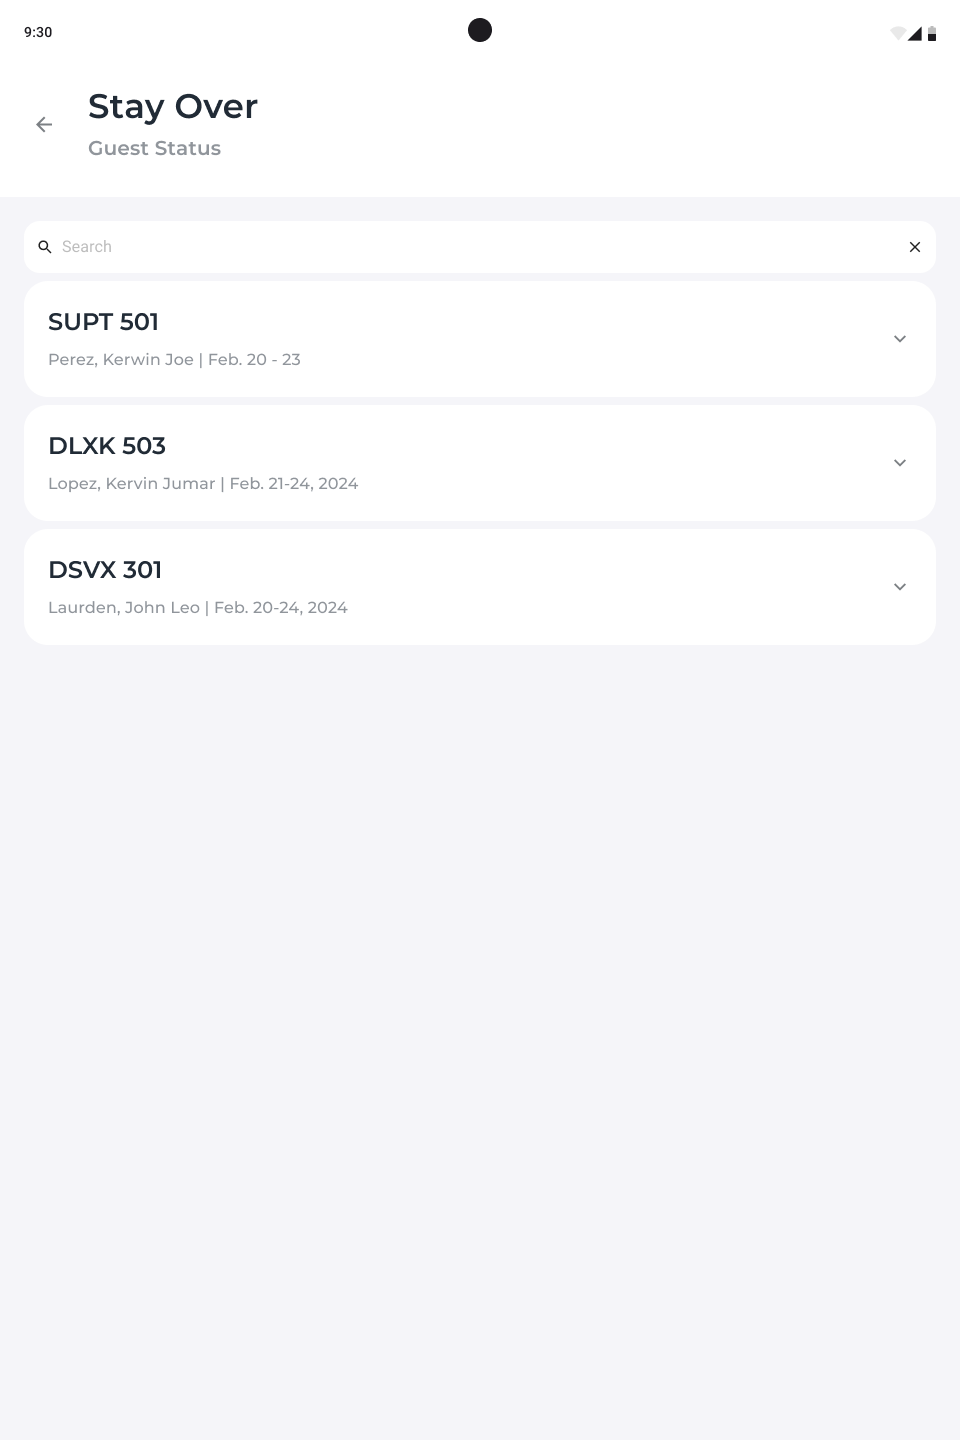 9:30
Stay Over
Guest Status
Search
SUPT 501
Perez, Kerwin Joe | Feb. 20 - 23
DLXK 503
Lopez, Kervin Jumar | Feb. 21-24, 2024
DSVX 301
Laurden, John Leo | Feb. 20-24, 2024